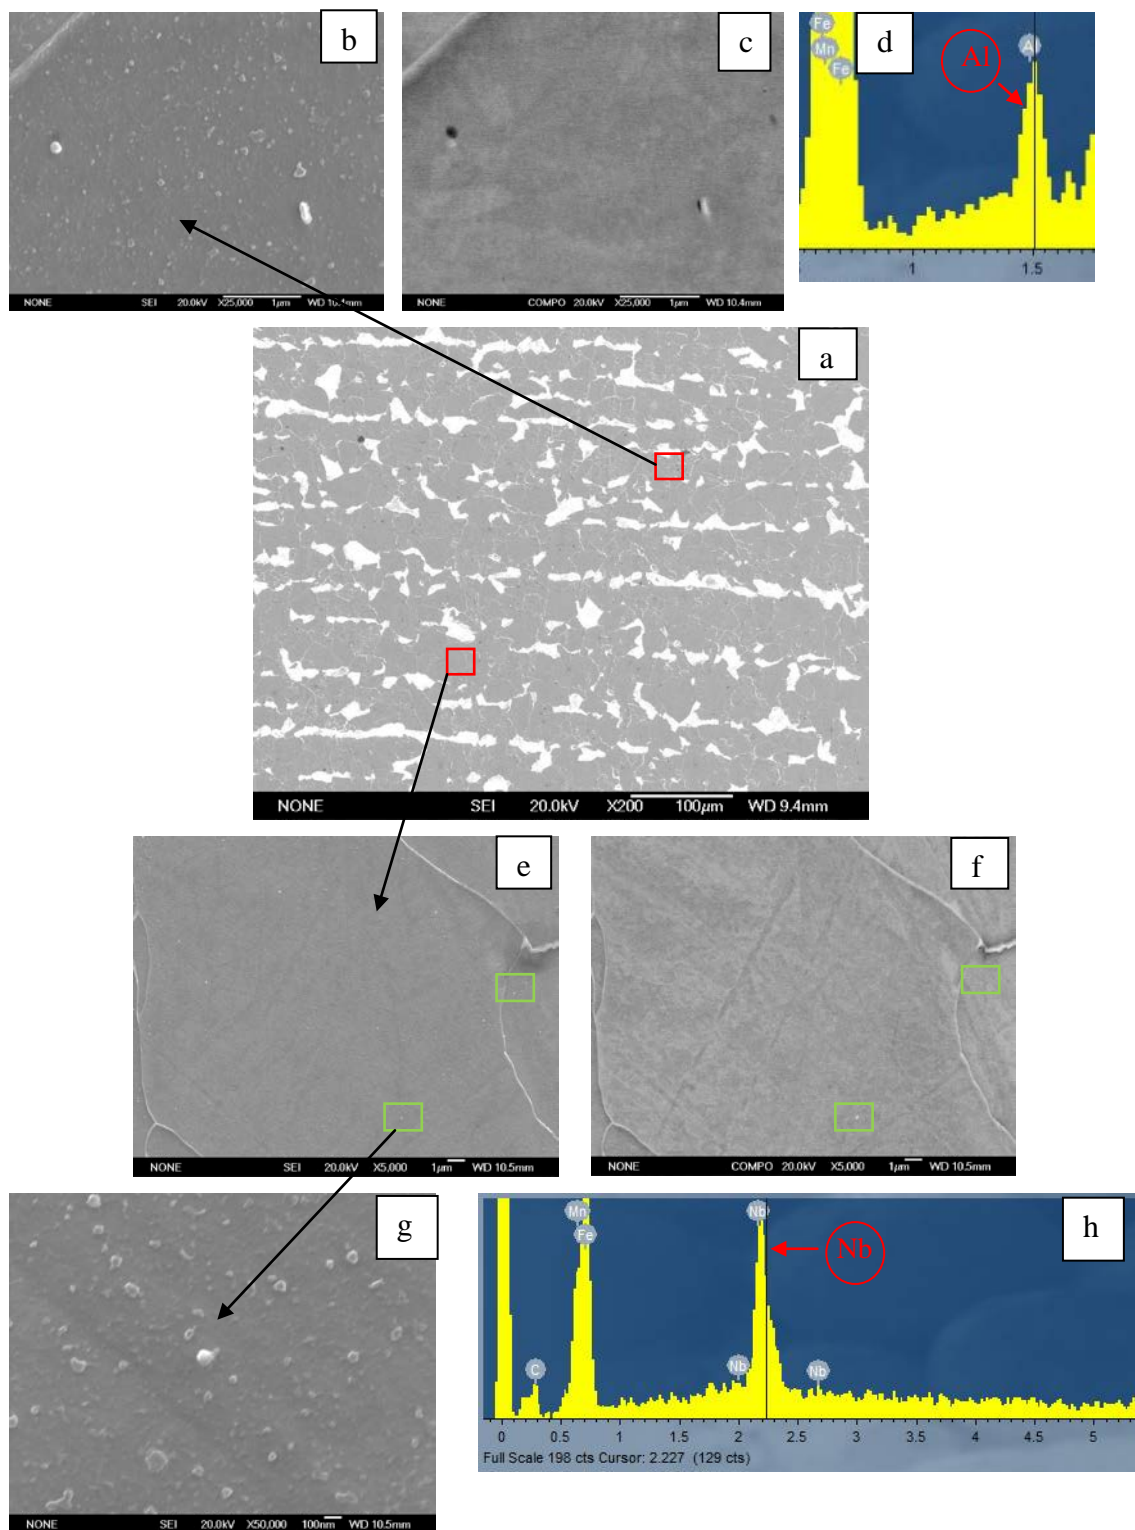 b
NONE SEI 20.0kV X25,000 1µm WD 10.4mm
c
NONE COMPO 20.0kV X25,000 1µm WD 10.4mm
d
Fe
Mn
Fe
Al
Al
1 1.5
a
NONE SEI 20.0kV X200 100µm WD 9.4mm
e
NONE SEI 20.0kV X5,000 1µm WD 10.5mm
f
NONE COMPO 20.0kV X5,000 1µm WD 10.5mm
g
NONE SEI 20.0kV X50,000 100nm WD 10.5mm
h
Mn
Fe
Nb
Nb
C
Nb
Nb
0 0.5 1 1.5 2 2.5 3 3.5 4 4.5 5
Full Scale 198 cts Cursor: 2.227 (129 cts)